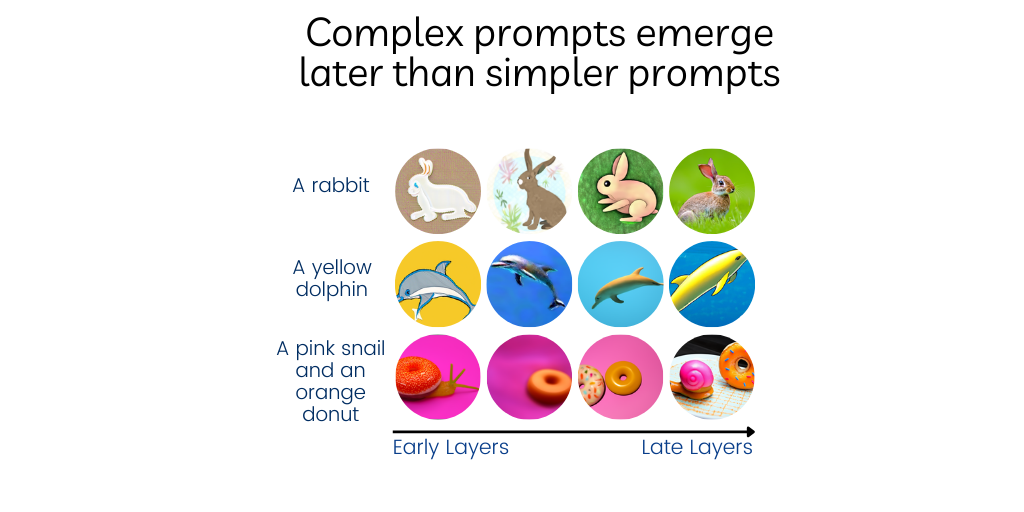 Complex prompts emerge
later than simpler prompts
A rabbit
A yellow
dolphin
A pink snail
and an
orange
donut
Early Layers
Late Layers